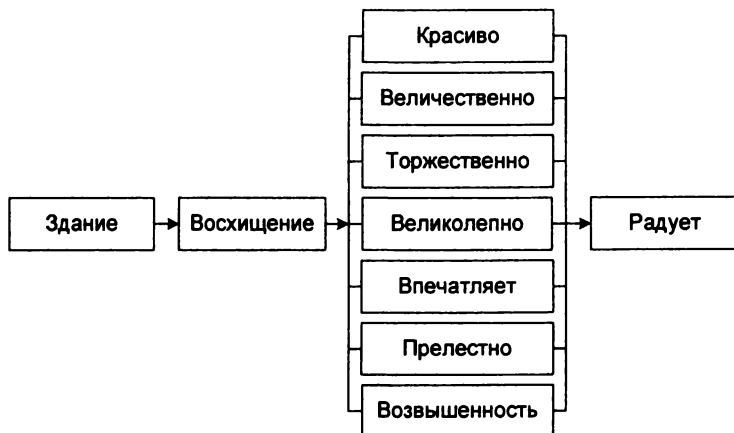 Здание
Восхищение
Красиво
Величественно
Торжественно
Великолепно
Впечатляет
Прелестно
Возвышенность
Радует